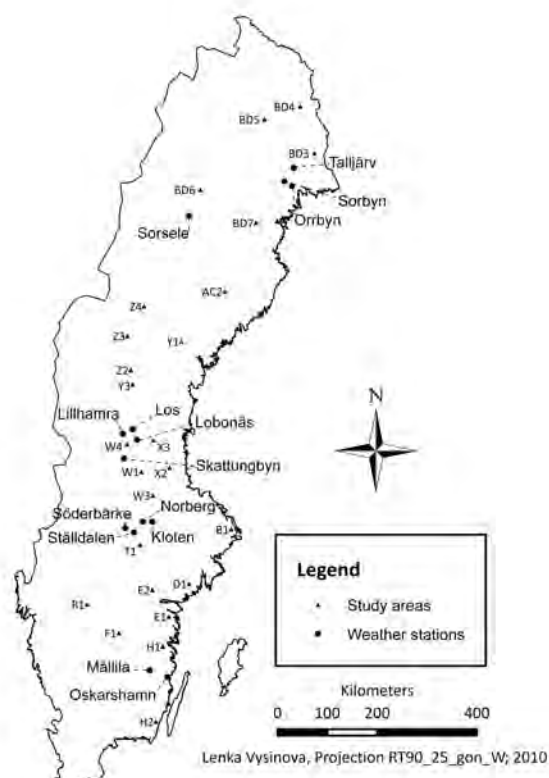 BD4
BD5
BD3
Talljärv
BD6
Sorbyn
Orrbyn
BD7
Sorsele
AC2
Z4
Z3
Y1
Z2
Y3
Lillhamra
Los
Lobonäs
W4
X3
Skattungbyn
W1
X2
N
W3
Norberg
Söderbärke
Ställdalen
Kloten
B1
T1
Legend
Study areas
Weather stations
D1
E2
R1
E1
F1
H1
Målilla
Oskarshamn
H2
Kilometers
0 100 200 400
Lenka Vysinova, Projection RT90_25_gon_W; 2010